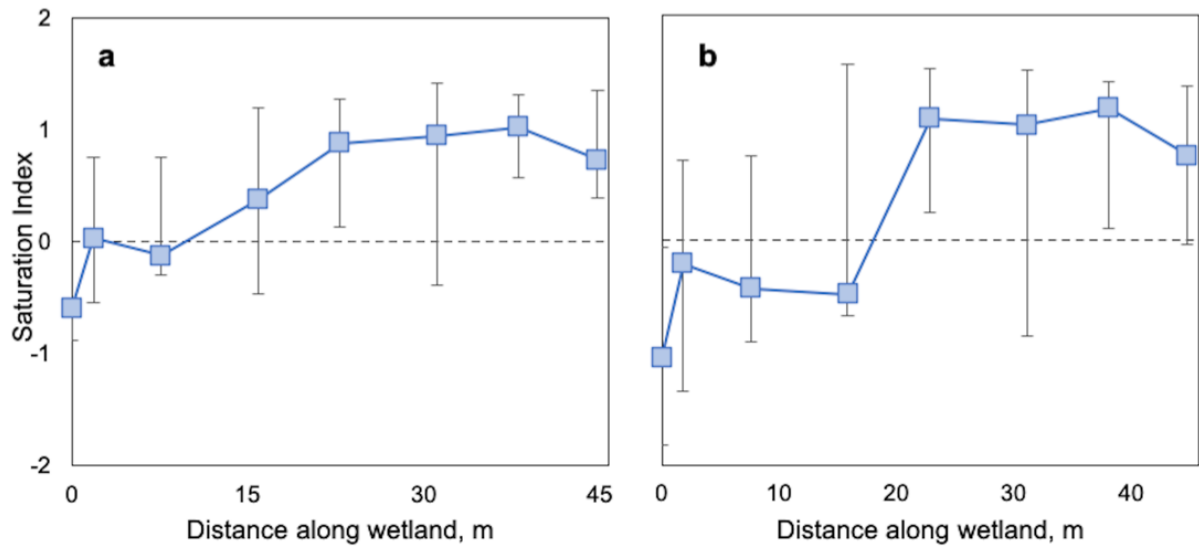 2
a
b
1
Saturation Index
0
-1
-2
0 15 30 45
0 10 20 30 40
Distance along wetland, m
Distance along wetland, m